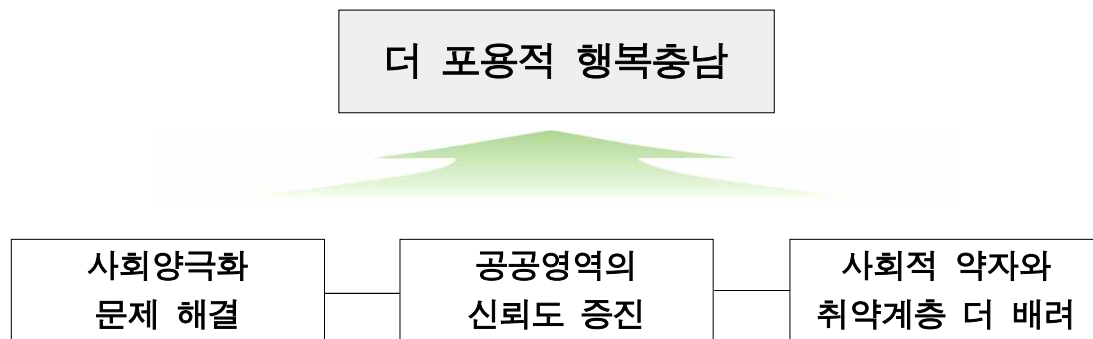 더 포용적 행복충남
사회양극화
문제 해결
공공영역의
신뢰도 증진
사회적 약자와
취약계층 더 배려